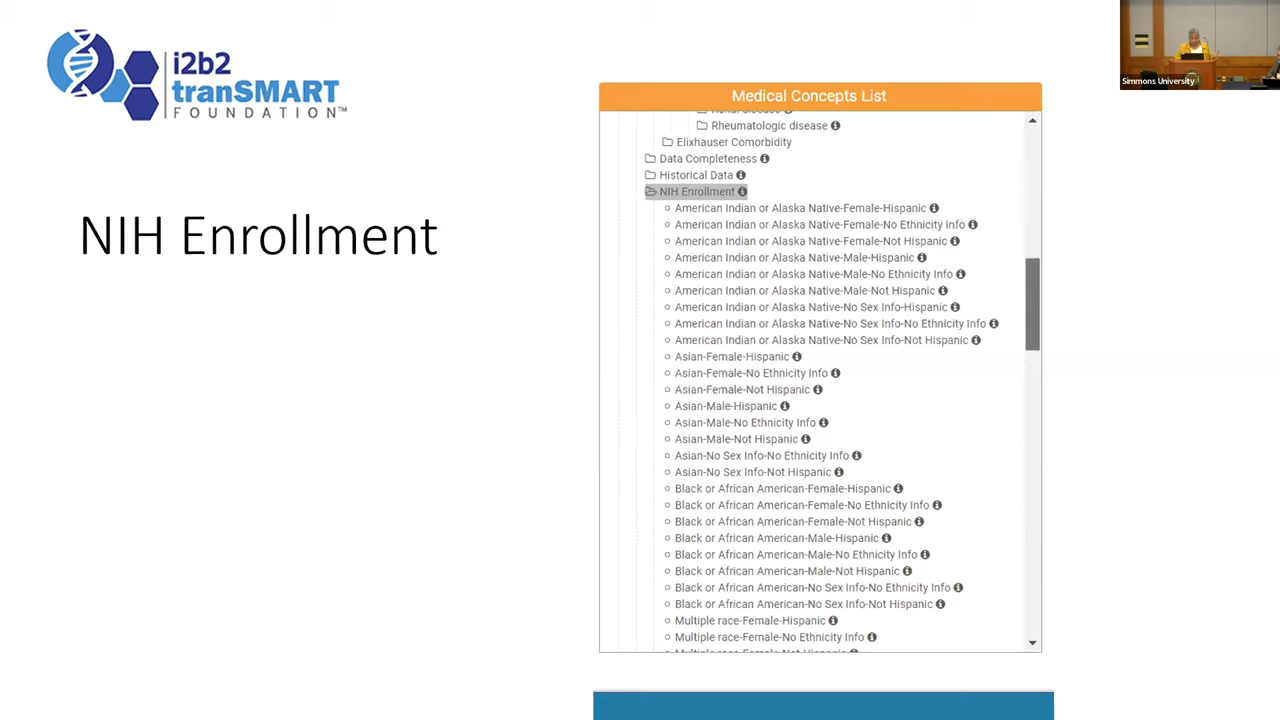 i2b2
tranSMART
FOUNDATION™
Simmons University
NIH Enrollment
Medical Concepts List
Renal disease
Rheumatologic disease
Elixhauser Comorbidity
Data Completeness
Historical Data
NIH Enrollment
American Indian or Alaska Native-Female-Hispanic
American Indian or Alaska Native-Female-No Ethnicity Info
American Indian or Alaska Native-Female-Not Hispanic
American Indian or Alaska Native-Male-Hispanic
American Indian or Alaska Native-Male-No Ethnicity Info
American Indian or Alaska Native-Male-Not Hispanic
American Indian or Alaska Native-No Sex Info-Hispanic
American Indian or Alaska Native-No Sex Info-No Ethnicity Info
American Indian or Alaska Native-No Sex Info-Not Hispanic
Asian-Female-Hispanic
Asian-Female-No Ethnicity Info
Asian-Female-Not Hispanic
Asian-Male-Hispanic
Asian-Male-No Ethnicity Info
Asian-Male-Not Hispanic
Asian-No Sex Info-No Ethnicity Info
Asian-No Sex Info-Not Hispanic
Black or African American-Female-Hispanic
Black or African American-Female-No Ethnicity Info
Black or African American-Female-Not Hispanic
Black or African American-Male-Hispanic
Black or African American-Male-No Ethnicity Info
Black or African American-Male-Not Hispanic
Black or African American-No Sex Info-No Ethnicity Info
Black or African American-No Sex Info-Not Hispanic
Multiple race-Female-Hispanic
Multiple race-Female-No Ethnicity Info
Multiple race-Female-Not Hispanic